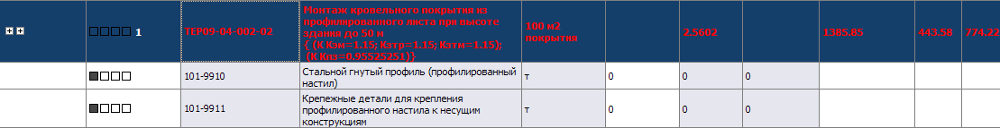 1
ТЕР09-04-002-02
Монтаж кровельного покрытия из
профилированного листа при высоте
здания до 50 м
{ (К Кэм=1.15; Кзтр=1.15; Кзтм=1.15);
(К Кпз=0.95525251)}
100 м2
покрытия
2.5602
1385.85
443.58
774.22
101-9910
Стальной гнутый профиль (профилированный
настил)
т
0
0
0
101-9911
Крепежные детали для крепления
профилированного настила к несущим
конструкциям
т
0
0
0